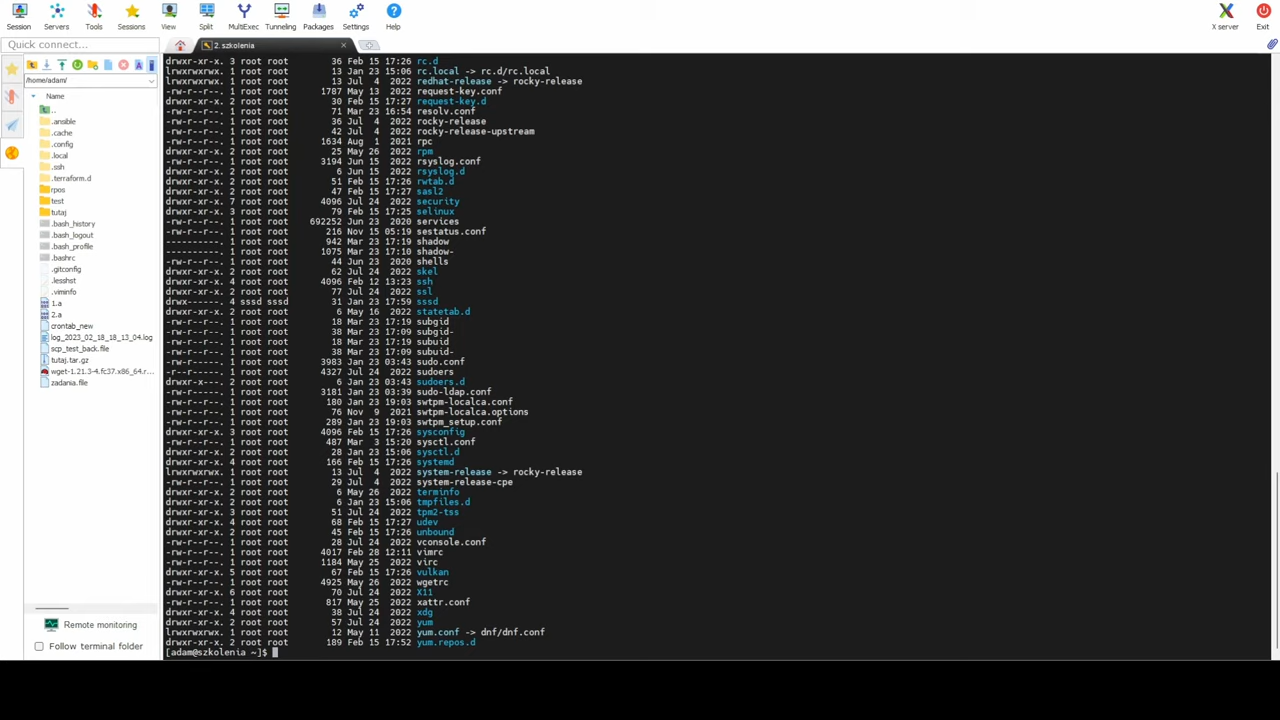 Session Servers Tools Sessions View Split MultiExec Tunneling Packages Settings Help X server Exit
Quick connect...
2. szkolenia
/home/adam/
Name
..
.ansible
.cache
.config
.local
.ssh
.terraform.d
rpos
test
tutaj
.bash_history
.bash_logout
.bash_profile
.bashrc
.gitconfig
.lesshst
.viminfo
1.a
2.a
crontab_new
log_2023_02_18_18_13_04.log
scp_test_back.file
tutaj.tar.gz
wget-1.21.3-4.fc37.x86_64.r...
zadania.file
Remote monitoring
Follow terminal folder
drwxr-xr-x. 3 root root 36 Feb 15 17:26 rc.d
lrwxrwxrwx. 1 root root 13 Jan 23 15:06 rc.local -> rc.d/rc.local
lrwxrwxrwx. 1 root root 13 Jul 4 2022 redhat-release -> rocky-release
-rw-r--r--. 1 root root 1787 May 13 2022 request-key.conf
drwxr-xr-x. 2 root root 30 Feb 15 17:27 request-key.d
-rw-r--r--. 1 root root 71 Mar 23 16:54 resolv.conf
-rw-r--r--. 1 root root 36 Jul 4 2022 rocky-release
-rw-r--r--. 1 root root 42 Jul 4 2022 rocky-release-upstream
-rw-r--r--. 1 root root 1634 Aug 1 2021 rpc
drwxr-xr-x. 2 root root 25 May 26 2022 rpm
-rw-r--r--. 1 root root 3194 Jun 15 2022 rsyslog.conf
drwxr-xr-x. 2 root root 6 Jun 15 2022 rsyslog.d
drwxr-xr-x. 2 root root 51 Feb 15 17:26 rwtab.d
drwxr-xr-x. 2 root root 47 Feb 15 17:27 sasl2
drwxr-xr-x. 7 root root 4096 Jul 24 2022 security
drwxr-xr-x. 3 root root 79 Feb 15 17:25 selinux
-rw-r--r--. 1 root root 692252 Jun 23 2020 services
-rw-r--r--. 1 root root 216 Nov 15 05:19 sestatus.conf
----------. 1 root root 942 Mar 23 17:19 shadow
----------. 1 root root 1075 Mar 23 17:10 shadow-
-rw-r--r--. 1 root root 44 Jun 23 2020 shells
drwxr-xr-x. 2 root root 62 Jul 24 2022 skel
drwxr-xr-x. 4 root root 4096 Feb 12 13:23 ssh
drwxr-xr-x. 2 root root 77 Jul 24 2022 ssl
drwx------. 4 sssd sssd 31 Jan 23 17:59 sssd
drwxr-xr-x. 2 root root 6 May 16 2022 statetab.d
-rw-r--r--. 1 root root 18 Mar 23 17:19 subgid
-rw-r--r--. 1 root root 38 Mar 23 17:09 subgid-
-rw-r--r--. 1 root root 18 Mar 23 17:19 subuid
-rw-r--r--. 1 root root 38 Mar 23 17:09 subuid-
-rw-r-----. 1 root root 3983 Jan 23 03:43 sudo.conf
-r--r-----. 1 root root 4327 Jul 24 2022 sudoers
drwxr-x---. 2 root root 6 Jan 23 03:43 sudoers.d
-rw-r-----. 1 root root 3181 Jan 23 03:39 sudo-ldap.conf
-rw-r--r--. 1 root root 180 Jan 23 19:03 swtpm-localca.conf
-rw-r--r--. 1 root root 76 Nov 9 2021 swtpm-localca.options
-rw-r--r--. 1 root root 289 Jan 23 19:03 swtpm_setup.conf
drwxr-xr-x. 3 root root 4096 Feb 15 17:26 sysconfig
-rw-r--r--. 1 root root 487 Mar 3 15:20 sysctl.conf
drwxr-xr-x. 2 root root 28 Jan 23 15:06 sysctl.d
drwxr-xr-x. 4 root root 166 Feb 15 17:26 systemd
lrwxrwxrwx. 1 root root 13 Jul 4 2022 system-release -> rocky-release
-rw-r--r--. 1 root root 29 Jul 4 2022 system-release-cpe
drwxr-xr-x. 2 root root 6 May 26 2022 terminfo
drwxr-xr-x. 2 root root 6 Jan 23 15:06 tmpfiles.d
drwxr-xr-x. 3 root root 51 Jul 24 2022 tpm2-tss
drwxr-xr-x. 4 root root 68 Feb 15 17:27 udev
drwxr-xr-x. 2 root root 45 Feb 15 17:26 unbound
-rw-r--r--. 1 root root 28 Jul 24 2022 vconsole.conf
-rw-r--r--. 1 root root 4017 Feb 28 12:11 vimrc
-rw-r--r--. 1 root root 1184 May 25 2022 virc
drwxr-xr-x. 5 root root 67 Feb 15 17:26 vulkan
-rw-r--r--. 1 root root 4925 May 26 2022 wgetrc
drwxr-xr-x. 6 root root 70 Jul 24 2022 X11
-rw-r--r--. 1 root root 817 May 25 2022 xattr.conf
drwxr-xr-x. 4 root root 38 Jul 24 2022 xdg
drwxr-xr-x. 2 root root 57 Jul 24 2022 yum
lrwxrwxrwx. 1 root root 12 May 11 2022 yum.conf -> dnf/dnf.conf
drwxr-xr-x. 2 root root 189 Feb 15 17:52 yum.repos.d
[adam@szkolenia ~]$